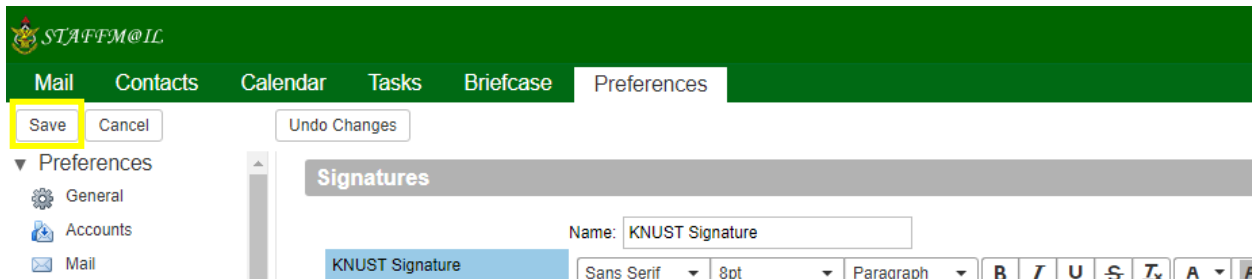 STAFFM@IL
Mail Contacts Calendar Tasks Briefcase Preferences
Save Cancel Undo Changes
Preferences
Signatures
General
Accounts
Name: KNUST Signature
Mail
KNUST Signature
Sans Serif 8pt Paragraph B I U S Tx A